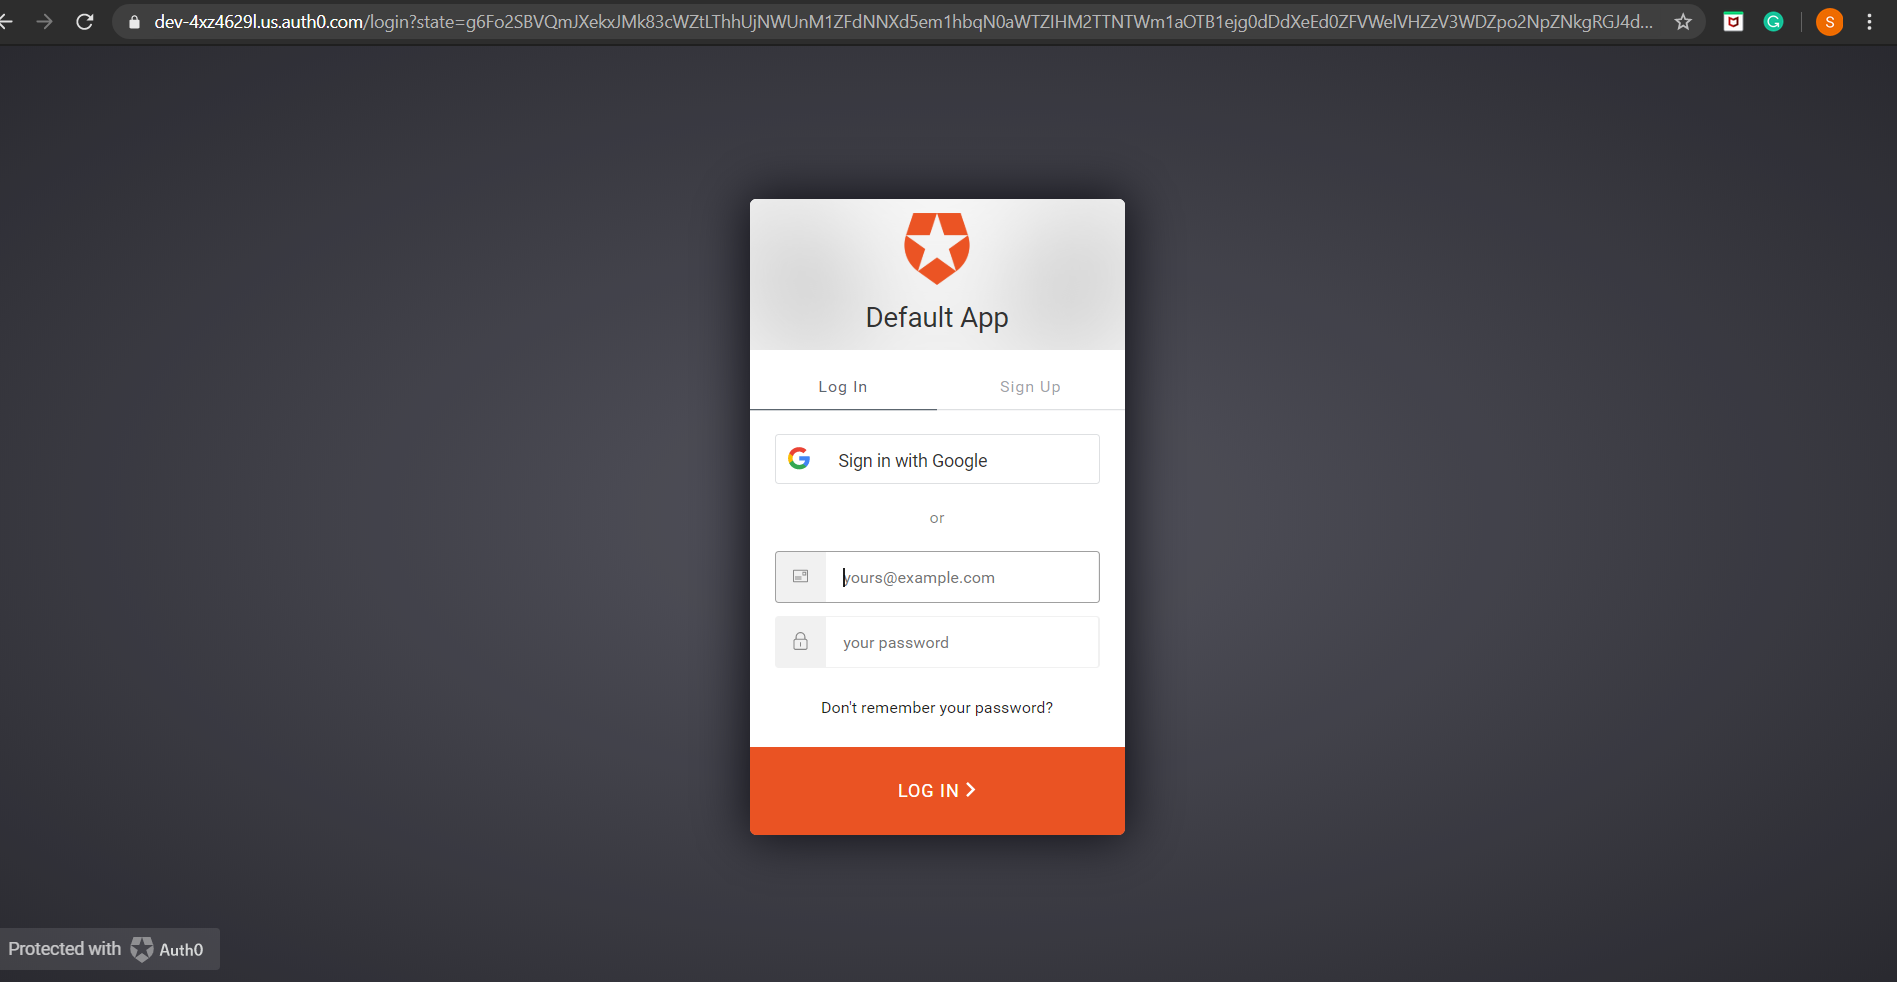 dev-4xz4629l.us.auth0.com/login?state=g6Fo2SBVQmJXekxJMk83cWZtLThhUjNWUnM1ZFdNNXd5em1hbqN0aWTZIHM2TTNTWm1aOTB1ejg0dDdXeEd0ZFVWelVHZzV3WDZpo2NpZNkgRGJ4d...
S
Default App
Log In
Sign Up
Sign in with Google
or
yours@example.com
your password
Don't remember your password?
LOG IN
Protected with Auth0